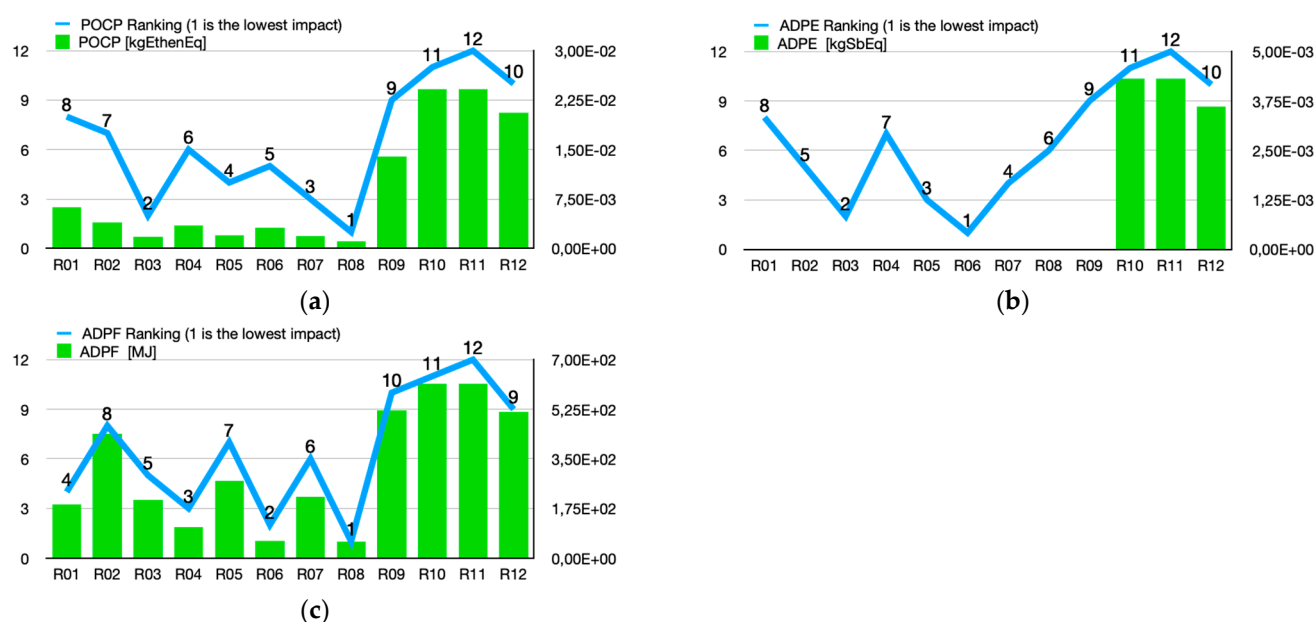 POCP Ranking (1 is the lowest impact)
POCP [kgEthenEq]
12 9 6 3 0
8 7 2 6 4 5 3 1 9 11 12 10
3,00E-02
2,25E-02
1,50E-02
7,50E-03
0,00E+00
R01 R02 R03 R04 R05 R06 R07 R08 R09 R10 R11 R12
(a)
ADPE Ranking (1 is the lowest impact)
ADPE [kgSbEq]
12 9 6 3 0
8 5 2 7 3 1 4 6 9 11 12 10
5,00E-03
3,75E-03
2,50E-03
1,25E-03
0,00E+00
R01 R02 R03 R04 R05 R06 R07 R08 R09 R10 R11 R12
(b)
ADPF Ranking (1 is the lowest impact)
ADPF [MJ]
12 9 6 3 0
4 8 5 3 7 2 6 1 10 11 12 9
7,00E+02
5,25E+02
3,50E+02
1,75E+02
0,00E+00
R01 R02 R03 R04 R05 R06 R07 R08 R09 R10 R11 R12
(c)